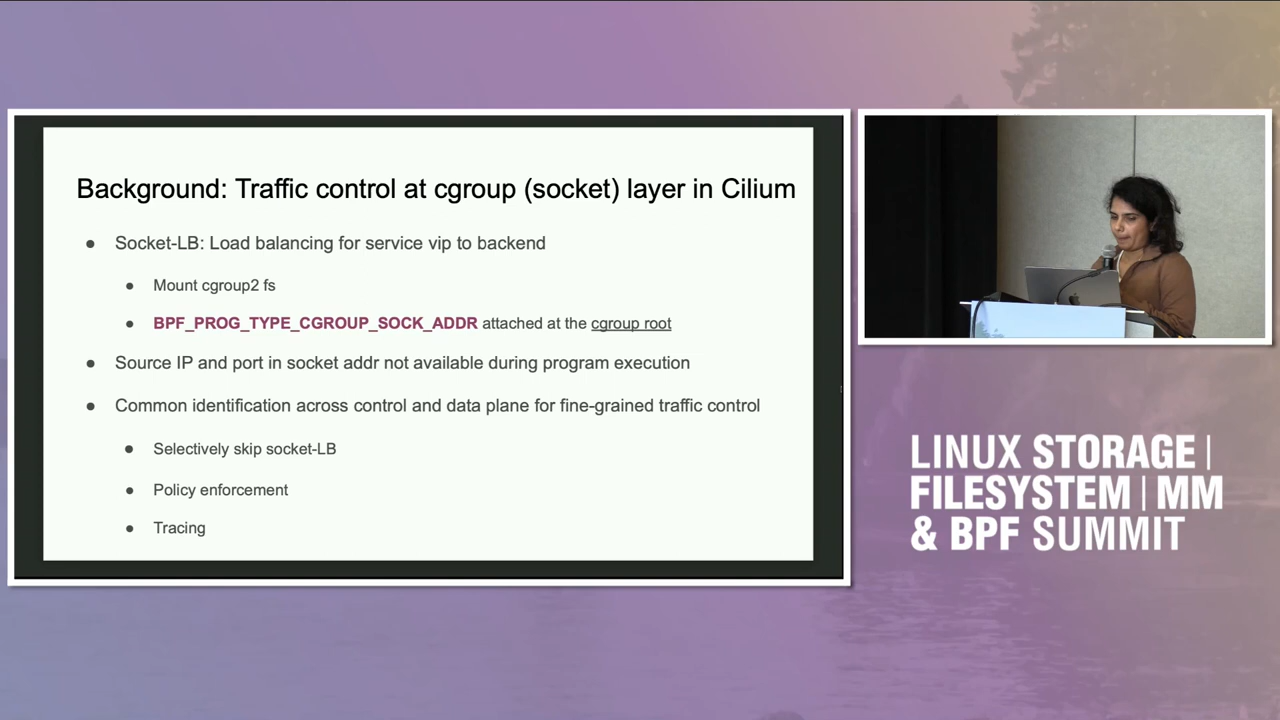 Background: Traffic control at cgroup (socket) layer in Cilium
● Socket-LB: Load balancing for service vip to backend
● Mount cgroup2 fs
● BPF_PROG_TYPE_CGROUP_SOCK_ADDR attached at the cgroup root
● Source IP and port in socket addr not available during program execution
● Common identification across control and data plane for fine-grained traffic control
● Selectively skip socket-LB
● Policy enforcement
● Tracing
LINUX STORAGE |
FILESYSTEM | MM
& BPF SUMMIT